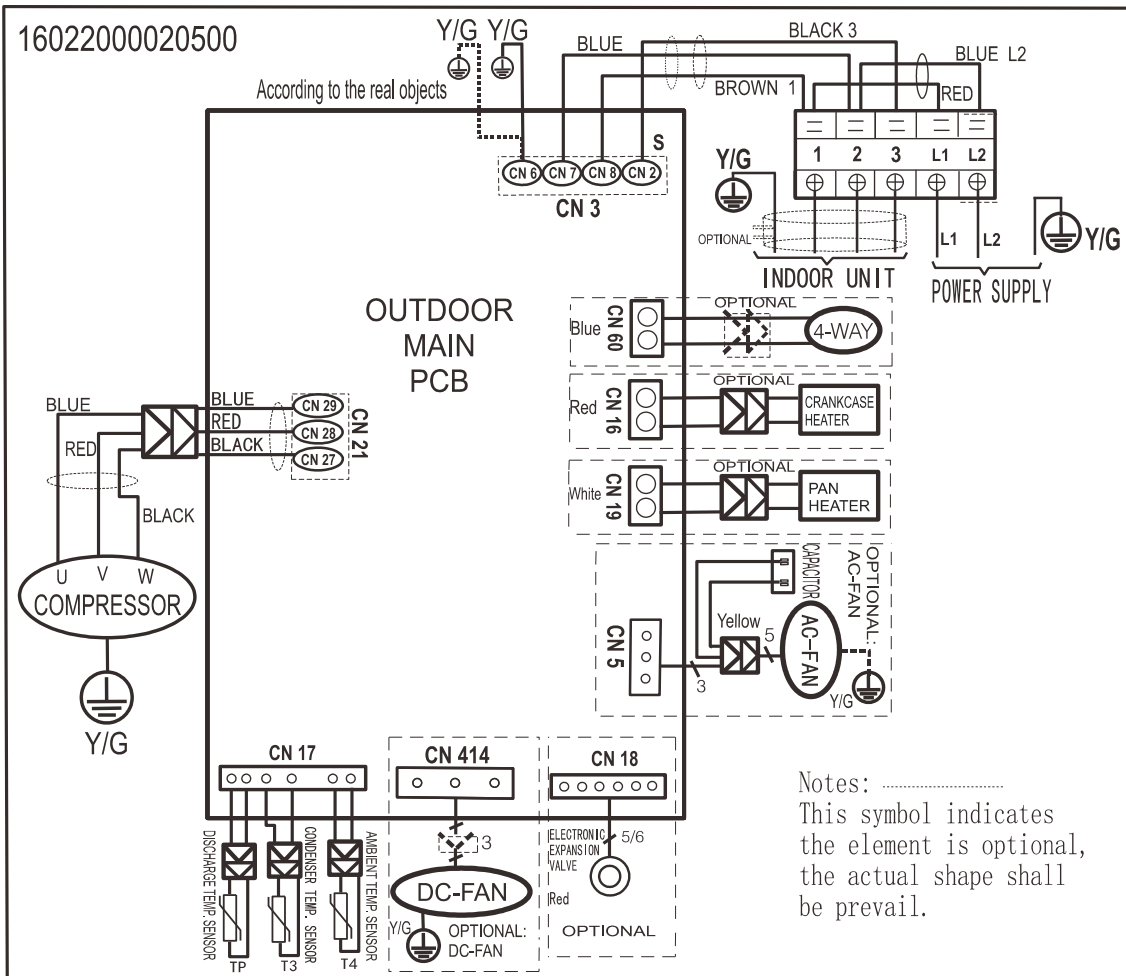 16022000020500
Y/G Y/G
BLACK 3
BLUE
BLUE L2
According to the real objects
BROWN 1
RED
S
CN 6 CN 7 CN 8 CN 2
CN 3
1 2 3 L1 L2
Y/G
OPTIONAL
L1 L2
Y/G
INDOOR UNIT
POWER SUPPLY
OUTDOOR
MAIN
PCB
OPTIONAL
Blue
CN 60
4-WAY
OPTIONAL
Red
CN 16
CRANKCASE
HEATER
OPTIONAL
White
CN 19
PAN
HEATER
BLUE
BLUE
CN 29
RED
RED
CN 28
BLACK
CN 27
CN 21
BLACK
U V W
COMPRESSOR
Y/G
CAPACITOR
OPTIONAL:
AC-FAN
Yellow
5
AC-FAN
CN 5
3
Y/G
CN 17
CN 414
CN 18
DISCHARGE TEMP. SENSOR
CONDENSER TEMP. SENSOR
AMBIENT TEMP. SENSOR
TP T3 T4
3
DC-FAN
Y/G
OPTIONAL:
DC-FAN
ELECTRONIC
EXPANSION
VALVE
5/6
Red
OPTIONAL
Notes:
This symbol indicates
the element is optional,
the actual shape shall
be prevail.